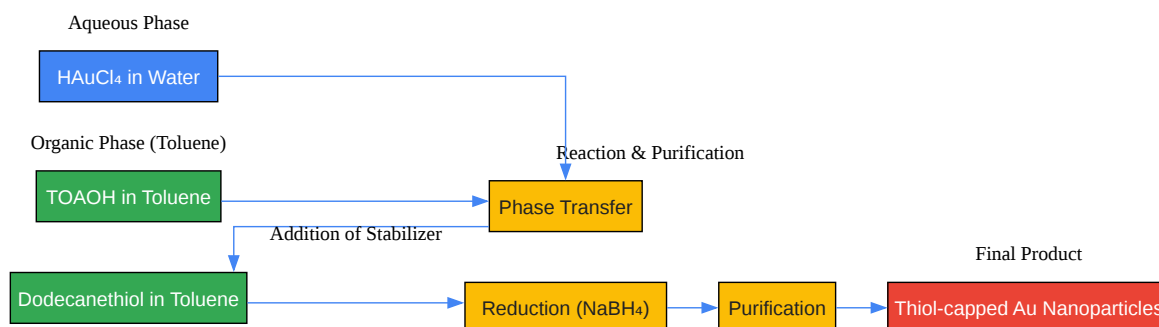 Aqueous Phase
HAuCl₄ in Water
Organic Phase (Toluene)
Reaction & Purification
TOAOH in Toluene
Phase Transfer
Addition of Stabilizer
Final Product
Dodecanethiol in Toluene
Reduction (NaBH₄)
Purification
Thiol-capped Au Nanoparticles